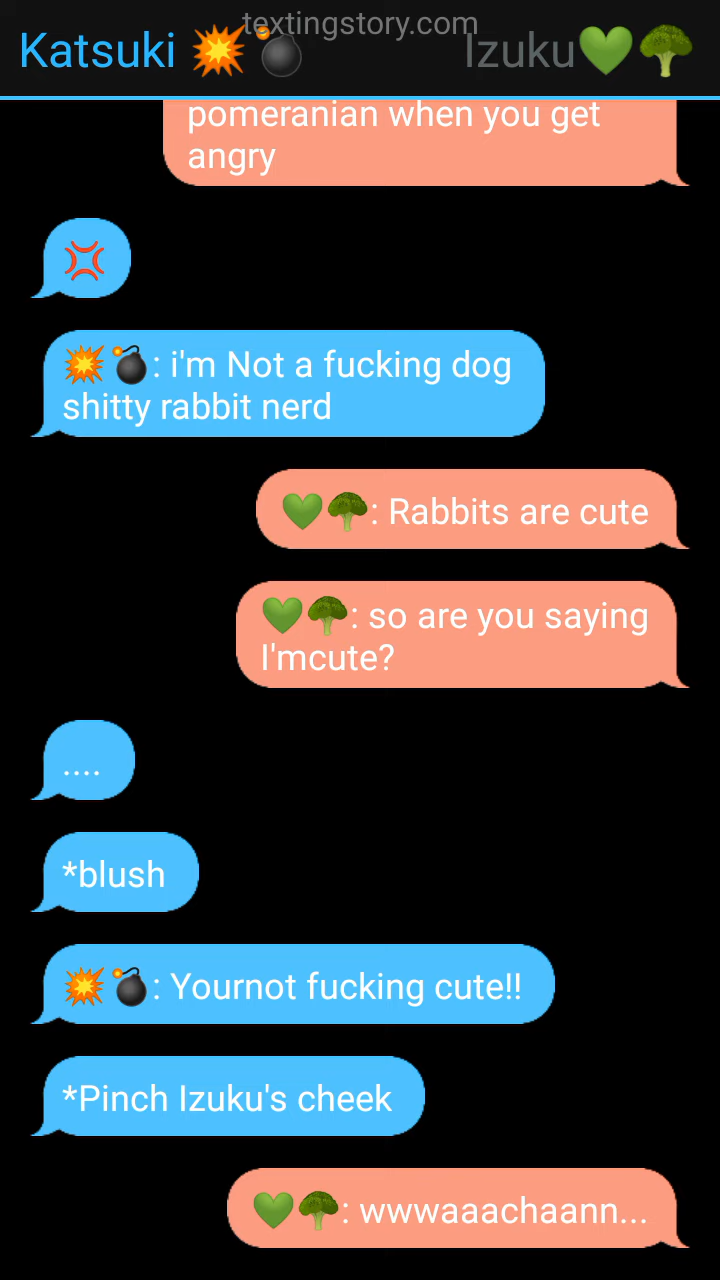 textingstory.com
Katsuki 💥💣 Izuku💚🥦
pomeranian when you get
angry
💢
💥💣: i'm Not a fucking dog
shitty rabbit nerd
💚🥦: Rabbits are cute
💚🥦: so are you saying
I'mcute?
....
*blush
💥💣: Yournot fucking cute!!
*Pinch Izuku's cheek
💚🥦: wwwaaachaann...